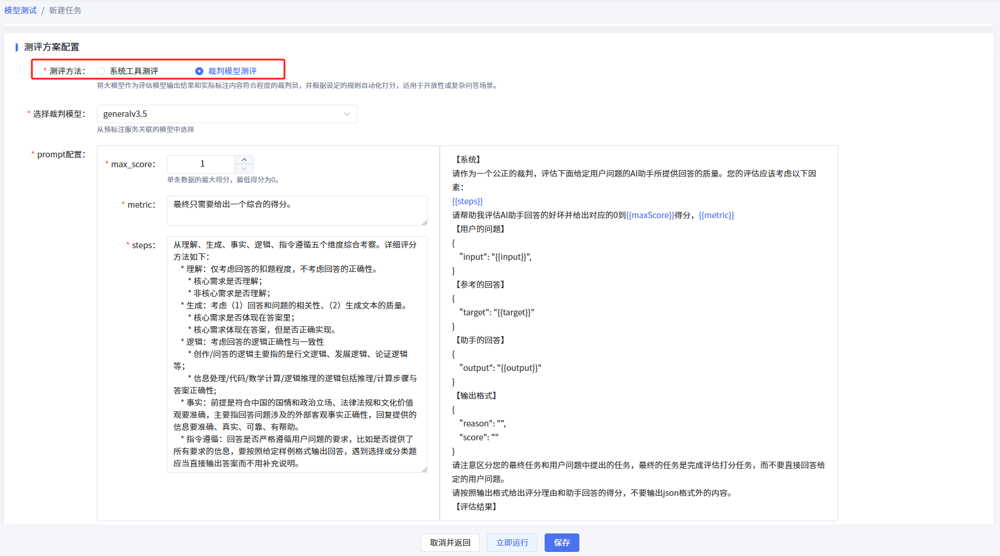 模型测试 / 新建任务
测评方案配置
* 测评方法： 系统工具测评 裁判模型测评
将大模型作为评估模型输出结果和实际标注内容符合程度的裁判员，并根据设定的规则自动化打分，适用于开放性或复杂问答场景。
* 选择裁判模型： generalv3.5
从预标注服务关联的模型中选择
* prompt配置：
* max_score： 1
单条数据的最大得分，最低得分为0。
* metric： 最终只需要给出一个综合的得分。
* steps： 从理解、生成、事实、逻辑、指令遵循五个维度综合考察。详细评分
方法如下：
* 理解：仅考虑回答的扣题程度，不考虑回答的正确性。
* 核心需求是否理解；
* 非核心需求是否理解；
* 生成：考虑（1）回答和问题的相关性、（2）生成文本的质量。
* 核心需求是否体现在答案里；
* 核心需求体现在答案，但是否正确实现。
* 逻辑：考虑回答的逻辑正确性与一致性
* 创作/问答的逻辑主要指的是行文逻辑、发展逻辑、论证逻辑
等；
* 信息处理/代码/数学计算/逻辑推理的逻辑包括推理/计算步骤与
答案正确性;
* 事实：前提是符合中国的国情和政治立场、法律法规和文化价值
观要准确，主要指回答问题涉及的外部客观事实正确性，回复提供的
信息要准确、真实、可靠、有帮助。
* 指令遵循：回答是否严格遵循用户问题的要求，比如是否提供了
所有要求的信息，要按照给定样例格式输出回答，遇到选择或分类题
应当直接输出答案而不用补充说明。
【系统】
请作为一个公正的裁判，评估下面给定用户问题的AI助手所提供回答的质量。您的评估应该考虑以下因
素：
{{steps}}
请帮助我评估AI助手回答的好坏并给出对应的0到{{maxScore}}得分，{{metric}}
【用户的问题】
{
"input": "{{input}}",
}
【参考的回答】
{
"target": "{{target}}"
}
【助手的回答】
{
"output": "{{output}}"
}
【输出格式】
{
"reason": "",
"score": ""
}
请注意区分您的最终任务和用户问题中提出的任务，最终的任务是完成评估打分任务，而不要直接回答给
定的用户问题。
请按照输出格式给出评分理由和助手回答的得分，不要输出json格式外的内容。
【评估结果】
取消并返回 立即运行 保存